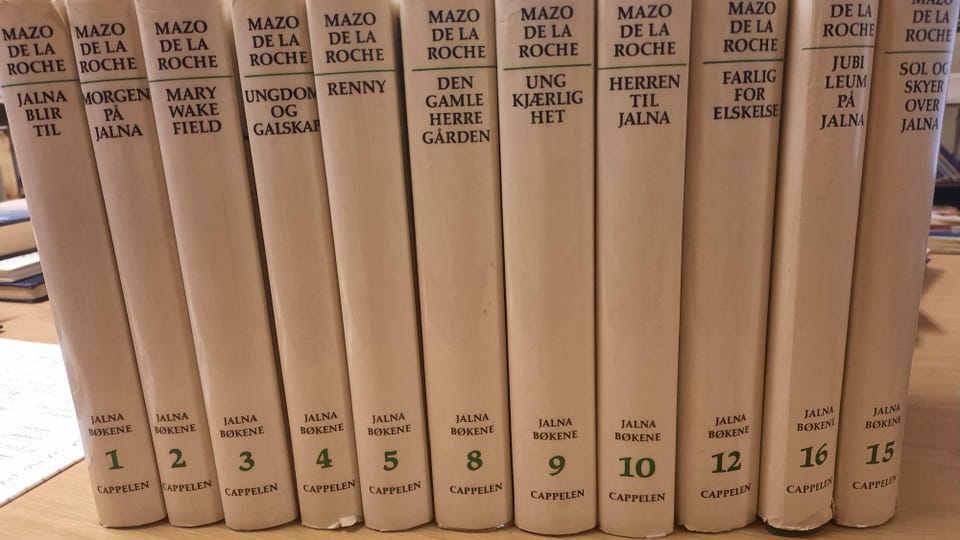 MAZO
DE LA
ROCHE
JALNA
BLIR
TIL
JALNA
BØKENE
1
CAPPELEN
MAZO
DE LA
ROCHE
MORGEN
PÅ
JALNA
JALNA
BØKENE
2
CAPPELEN
MAZO
DE LA
ROCHE
MARY
WAKE
FIELD
JALNA
BØKENE
3
CAPPELEN
MAZO
DE LA
ROCHE
UNGDOM
OG
GALSKAP
JALNA
BØKENE
4
CAPPELEN
MAZO
DE LA
ROCHE
RENNY
JALNA
BØKENE
5
CAPPELEN
MAZO
DE LA
ROCHE
DEN
GAMLE
HERRE
GÅRDEN
JALNA
BØKENE
8
CAPPELEN
MAZO
DE LA
ROCHE
UNG
KJÆRLIG
HET
JALNA
BØKENE
9
CAPPELEN
MAZO
DE LA
ROCHE
HERREN
TIL
JALNA
JALNA
BØKENE
10
CAPPELEN
MAZO
DE LA
ROCHE
FARLIG
FOR
ELSKELSE
JALNA
BØKENE
12
CAPPELEN
DE LA
ROCHE
JUBI
LEUM
PÅ
JALNA
JALNA
BØKENE
16
CAPPELEN
MAZO
DE LA
ROCHE
SOL OG
SKYER
OVER
JALNA
JALNA
BØKENE
15
CAPPELEN